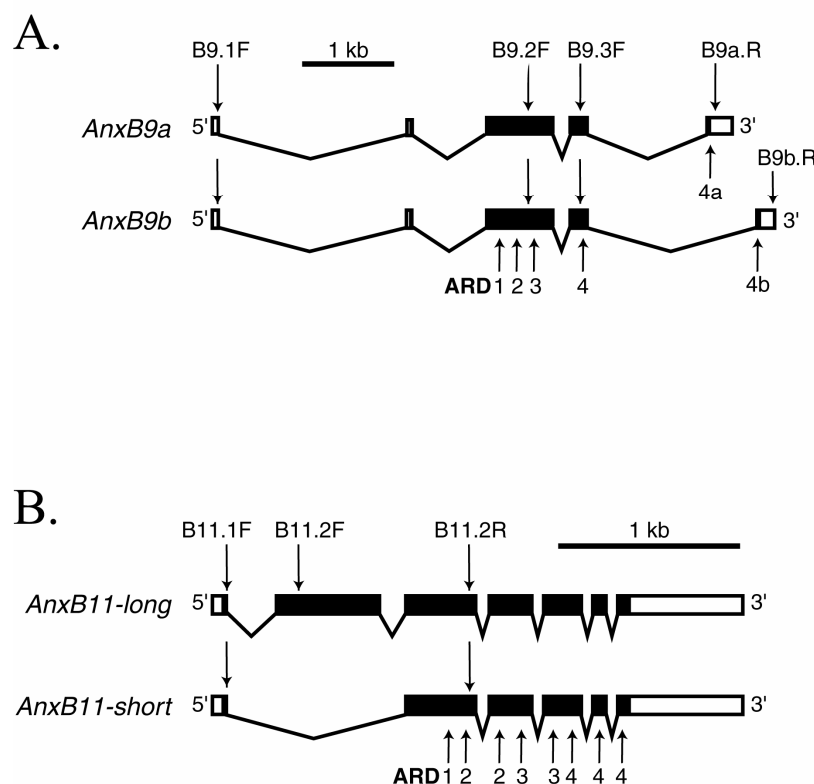 A.
B9.1F 1 kb B9.2F B9.3F B9a.R
AnxB9a 5' 3'
4a B9b.R
AnxB9b 5' 3'
ARD 1 2 3 4 4b
B.
B11.1F B11.2F B11.2R 1 kb
AnxB11-long 5' 3'
AnxB11-short 5' 3'
ARD 1 2 2 3 3 4 4 4